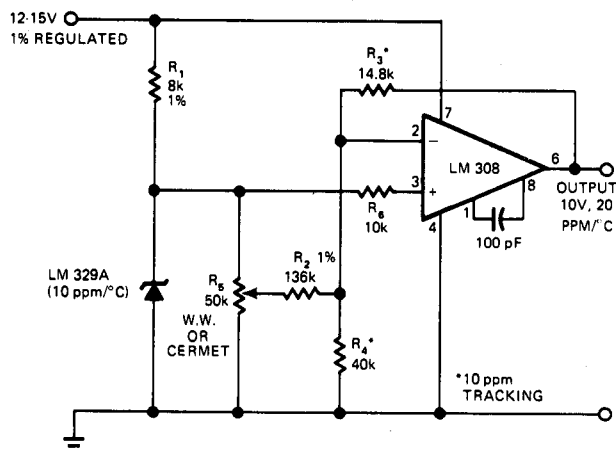 12-15V
1% REGULATED
R1
8k
1%
R3*
14.8k
7
2
−
LM 308
6
3
+
8
1
4
OUTPUT
10V, 20
PPM/°C
100 pF
R6
10k
LM 329A
(10 ppm/°C)
R5
50k
W.W.
OR
CERMET
R2 1%
136k
R4*
40k
*10 ppm
TRACKING